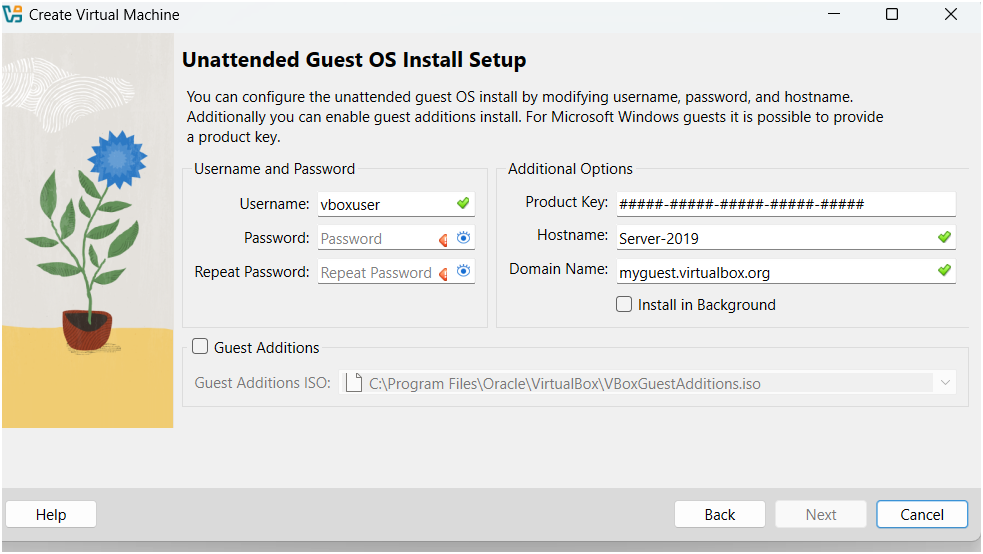 Create Virtual Machine
Unattended Guest OS Install Setup
You can configure the unattended guest OS install by modifying username, password, and hostname.
Additionally you can enable guest additions install. For Microsoft Windows guests it is possible to provide
a product key.
Username and Password
Username: vboxuser
Password: Password
Repeat Password: Repeat Password
Additional Options
Product Key: #####-#####-#####-#####-#####
Hostname: Server-2019
Domain Name: myguest.virtualbox.org
Install in Background
Guest Additions
Guest Additions ISO: C:\Program Files\Oracle\VirtualBox\VBoxGuestAdditions.iso
Help
Back
Next
Cancel